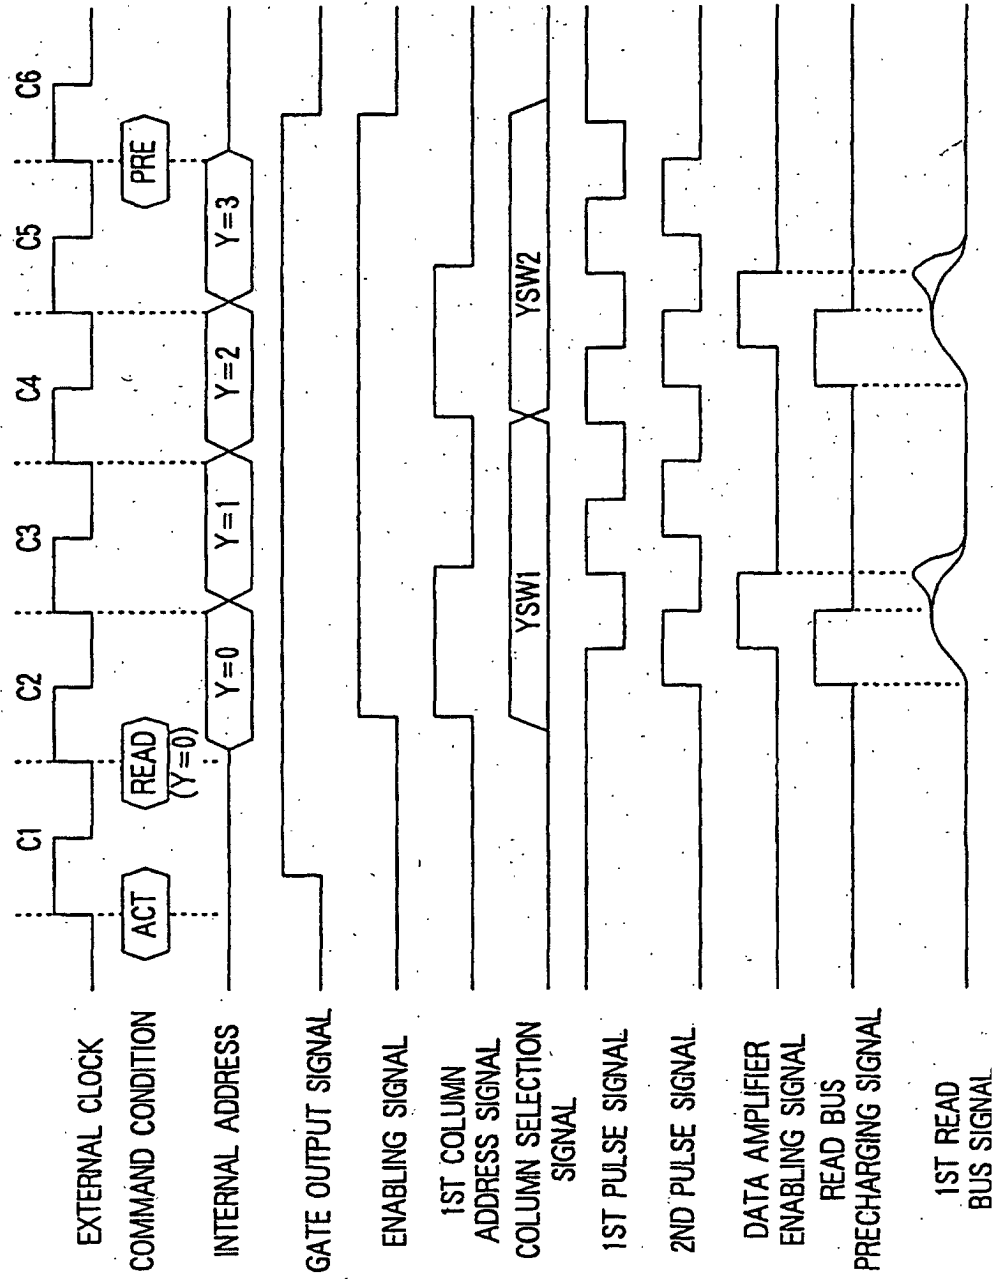 C1 C2 C3 C4 C5 C6
EXTERNAL CLOCK
COMMAND CONDITION
ACT READ PRE
(Y=0)
INTERNAL ADDRESS
Y=0 Y=1 Y=2 Y=3
GATE OUTPUT SIGNAL
ENABLING SIGNAL
1ST COLUMN
ADDRESS SIGNAL
COLUMN SELECTION
SIGNAL
YSW1 YSW2
1ST PULSE SIGNAL
2ND PULSE SIGNAL
DATA AMPLIFIER
ENABLING SIGNAL
READ BUS
PRECHARGING SIGNAL
1ST READ
BUS SIGNAL